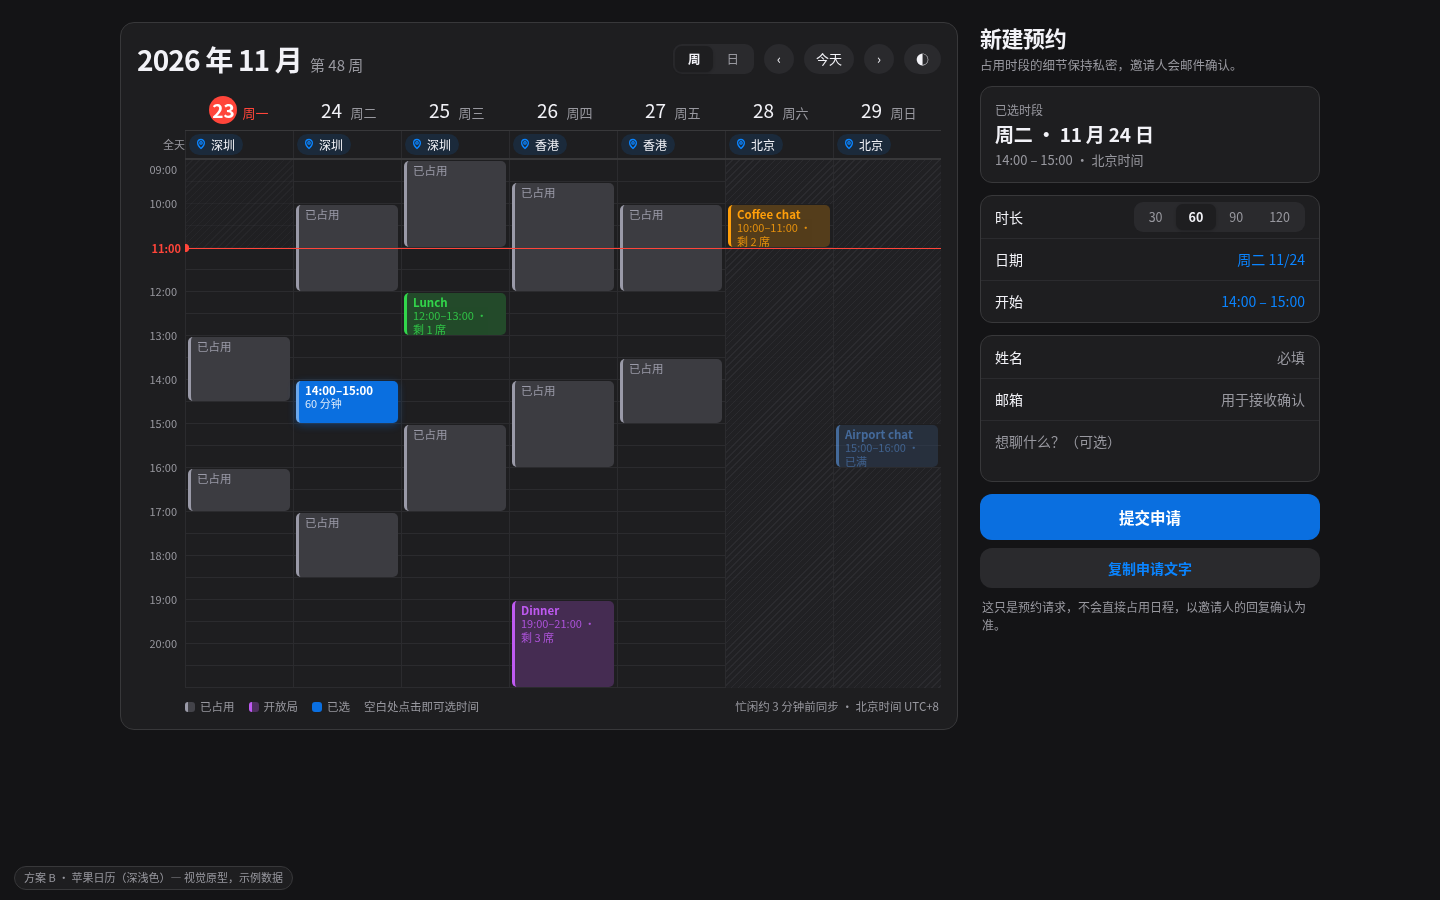 2026 年 11 月 第 48 周
周 日 ‹ 今天 ›
23 周一 24 周二 25 周三 26 周四 27 周五 28 周六 29 周日
全天 深圳 深圳 深圳 香港 香港 北京 北京
09:00
10:00
11:00
12:00
13:00
14:00
15:00
16:00
17:00
18:00
19:00
20:00
已占用
已占用
已占用
14:00–15:00
60 分钟
已占用
已占用
Lunch
12:00–13:00 ·
剩 1 席
已占用
已占用
已占用
Dinner
19:00–21:00 ·
剩 3 席
已占用
已占用
Coffee chat
10:00–11:00 ·
剩 2 席
Airport chat
15:00–16:00 ·
已满
已占用 开放局 已选 空白处点击即可选时间
忙闲约 3 分钟前同步 · 北京时间 UTC+8
新建预约
占用时段的细节保持私密，邀请人会邮件确认。
已选时段
周二 · 11 月 24 日
14:00 – 15:00 · 北京时间
时长 30 60 90 120
日期 周二 11/24
开始 14:00 – 15:00
姓名 必填
邮箱 用于接收确认
想聊什么？（可选）
提交申请
复制申请文字
这只是预约请求，不会直接占用日程，以邀请人的回复确认为
准。
方案 B · 苹果日历（深浅色）— 视觉原型，示例数据